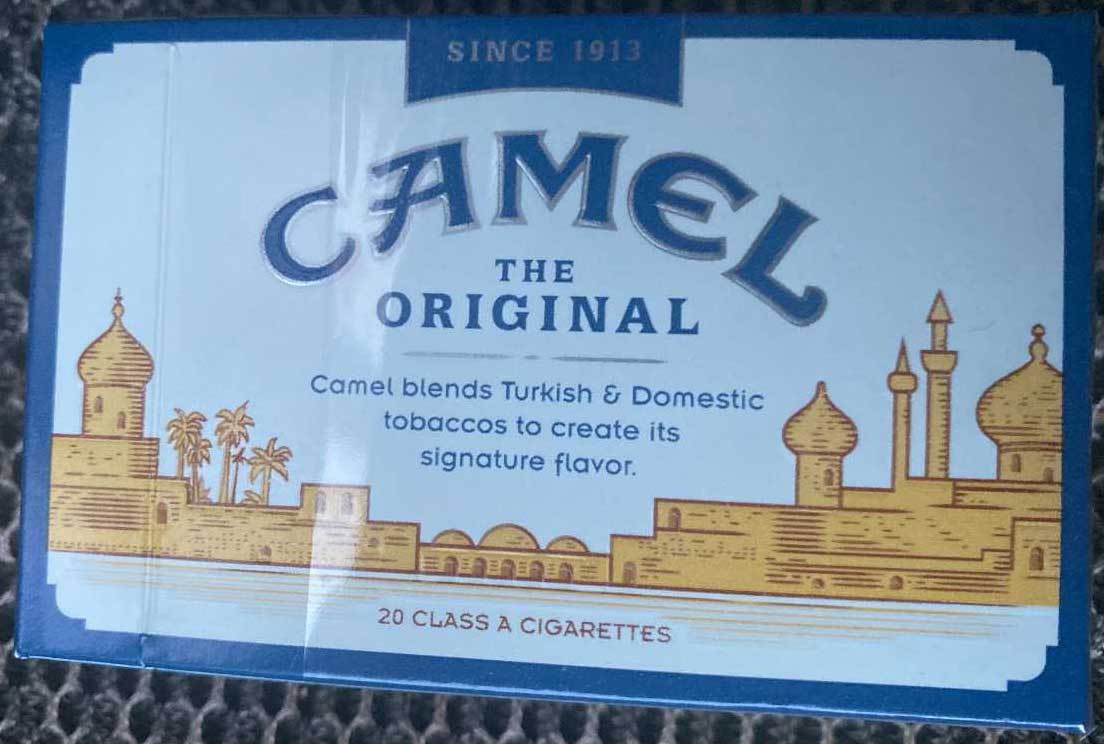 SINCE 1913
CAMEL
THE
ORIGINAL
Camel blends Turkish & Domestic
tobaccos to create its
signature flavor.
20 CLASS A CIGARETTES